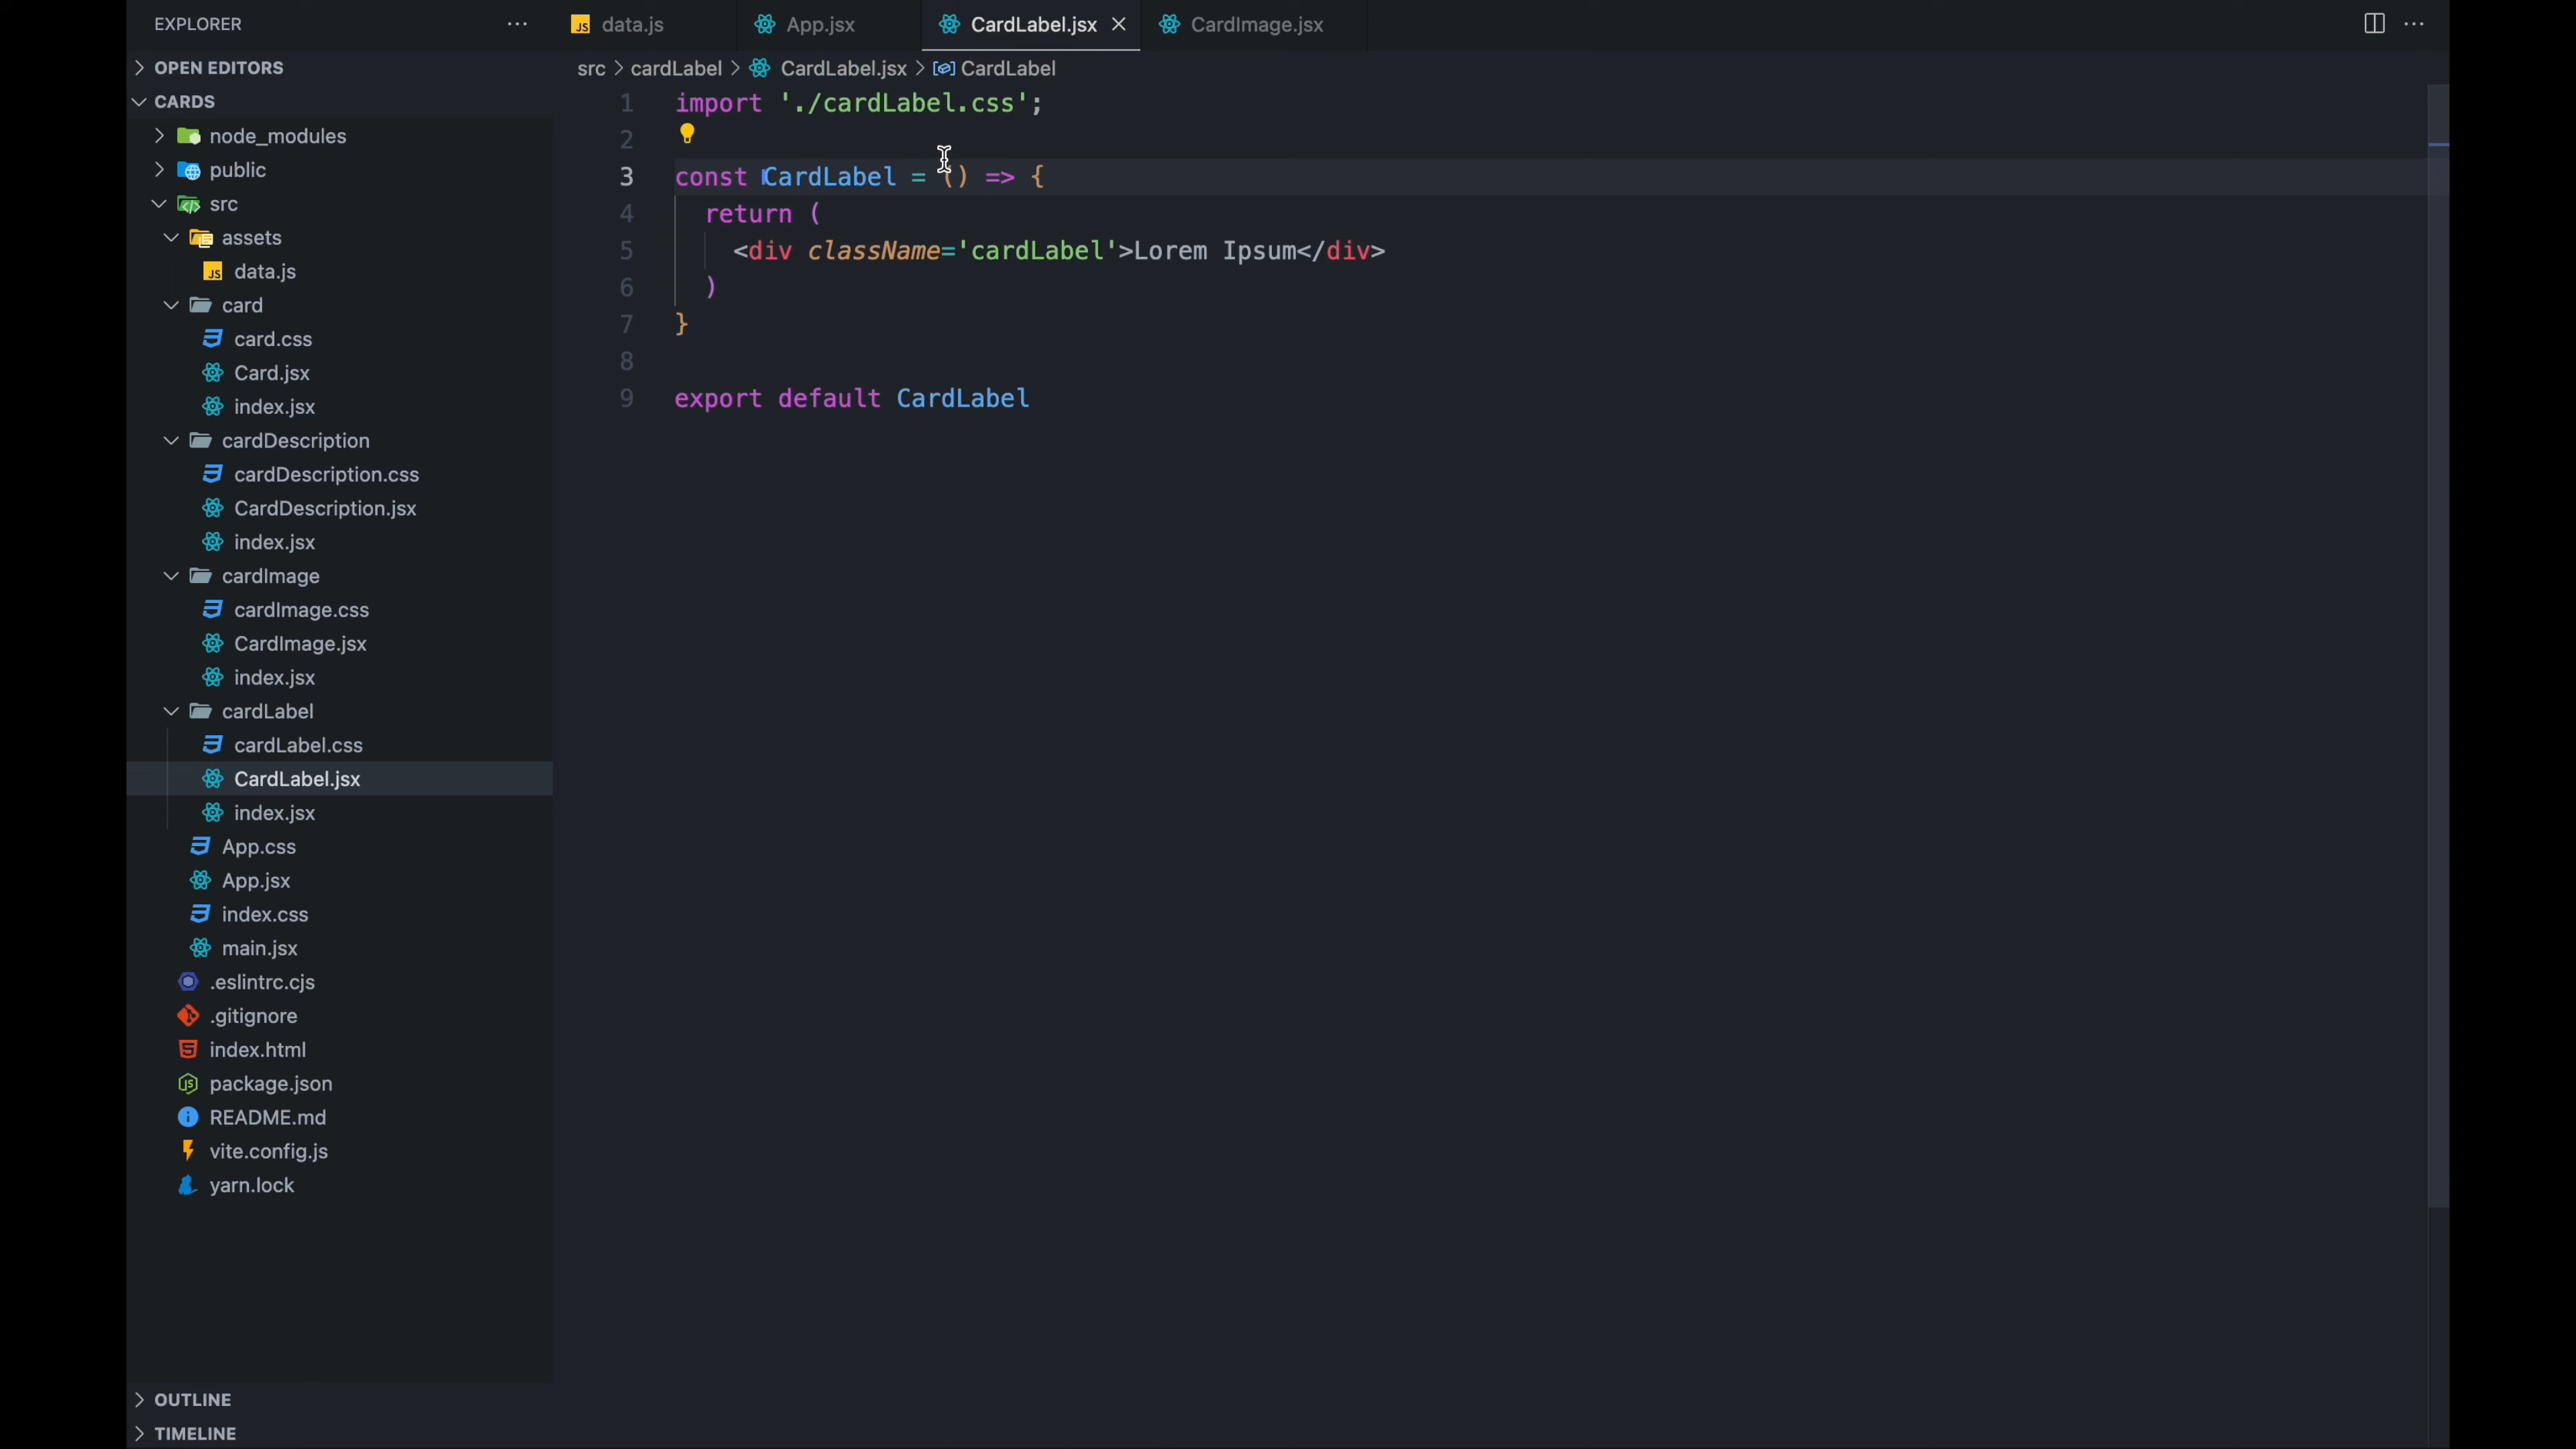 EXPLORER
data.js
App.jsx
CardLabel.jsx
CardImage.jsx
OPEN EDITORS
CARDS
node_modules
public
src
assets
data.js
card
card.css
Card.jsx
index.jsx
cardDescription
cardDescription.css
CardDescription.jsx
index.jsx
cardImage
cardImage.css
CardImage.jsx
index.jsx
cardLabel
cardLabel.css
CardLabel.jsx
index.jsx
App.css
App.jsx
index.css
main.jsx
.eslintrc.cjs
.gitignore
index.html
package.json
README.md
vite.config.js
yarn.lock
OUTLINE
TIMELINE
src > cardLabel > CardLabel.jsx > CardLabel
1 import './cardLabel.css';
2
3 const CardLabel = () => {
4 return (
5 <div className='cardLabel'>Lorem Ipsum</div>
6 )
7 }
8
9 export default CardLabel